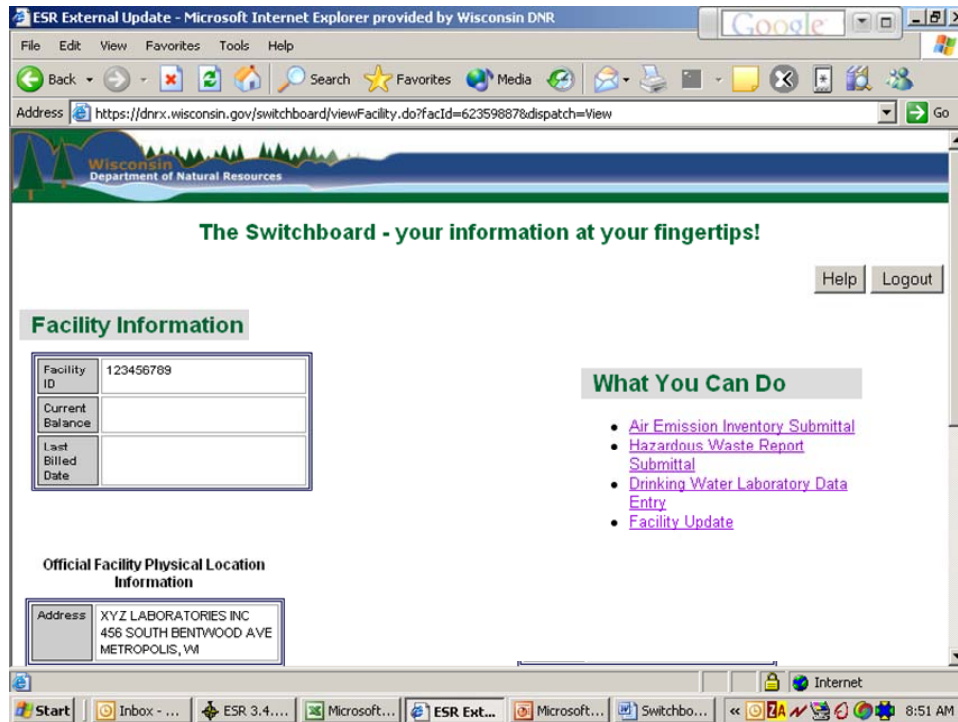 ESR External Update - Microsoft Internet Explorer provided by Wisconsin DNR
Google
File Edit View Favorites Tools Help
Back Search Favorites Media
Address https://dnrx.wisconsin.gov/switchboard/viewFacility.do?facId=62359887&dispatch=View Go
Wisconsin
Department of Natural Resources
The Switchboard - your information at your fingertips!
Help Logout
Facility Information
Facility ID 123456789
Current Balance
Last Billed Date
What You Can Do
Air Emission Inventory Submittal
Hazardous Waste Report
Submittal
Drinking Water Laboratory Data
Entry
Facility Update
Official Facility Physical Location
Information
Address XYZ LABORATORIES INC
456 SOUTH BENTWOOD AVE
METROPOLIS, WI
Internet
Start Inbox - ... ESR 3.4.... Microsoft... ESR Ext... Microsoft... Switchbo... « 8:51 AM